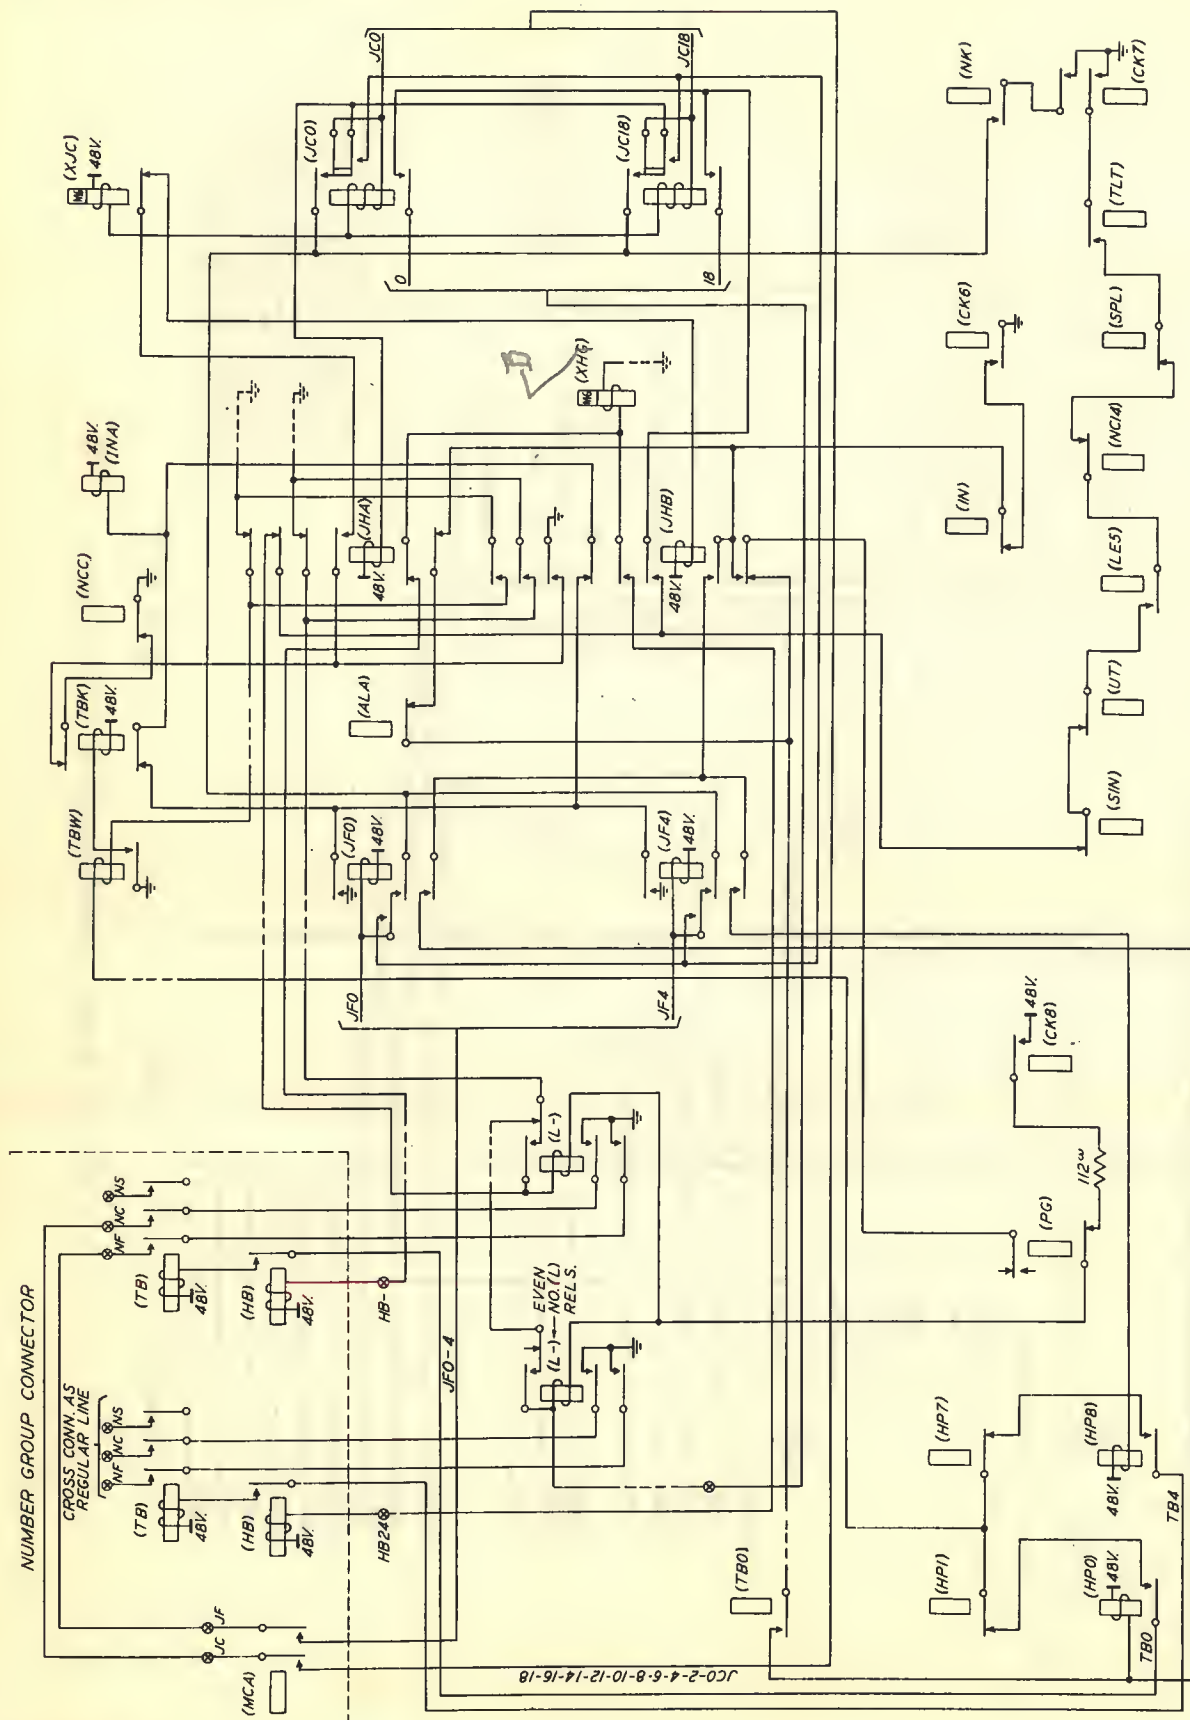 NUMBER GROUP CONNECTOR
CROSS CONN. AS
REGULAR LINE
NF
NC
NS
NF
NC
NS
(TB)
48V.
(HB)
48V.
HB24
(TB)
48V.
(HB)
48V.
HB-
JC
JF
(MCA)
JFO-4
JCO-2-4-6-8-10-12-14-16-18
(L-)
EVEN
NO.(L)
RELS.
(L-)
JFO
JF4
(TBW)
(TBK)
48V.
(NCC)
48V.
(INA)
(XJC)
48V.
(JFO)
48V.
(JF4)
48V.
(ALA)
(JHA)
48V.
(JHB)
48V.
(XHG)
JCO
JC18
(JCO)
(JC18)
0
18
(TBO)
(HP1)
(HP7)
(HPO)
48V.
(HP8)
48V.
TBO
TB4
(PG)
112ω
48V.
(CK8)
(SIN)
(UT)
(LE5)
(NC14)
(SPL)
(TLT)
(IN)
(CK6)
(NK)
(CK7)